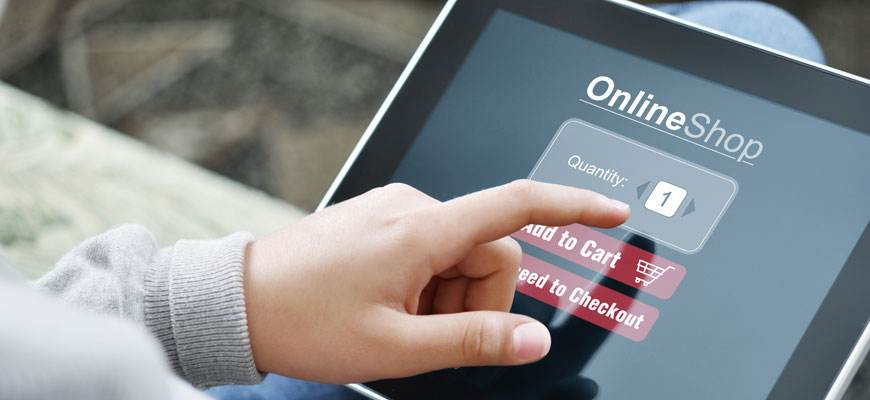 OnlineShop
Quantity: 1
Add to Cart
eed to Checkout